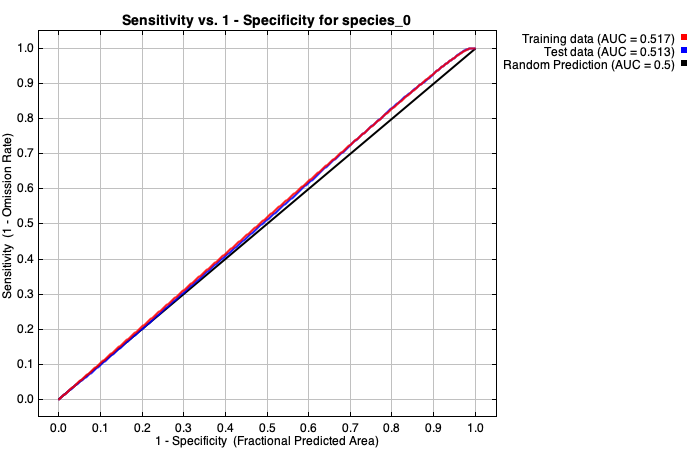 Sensitivity vs. 1 - Specificity for species_0
Training data (AUC = 0.517)
Test data (AUC = 0.513)
Random Prediction (AUC = 0.5)
Sensitivity (1 - Omission Rate)
1.0
0.9
0.8
0.7
0.6
0.5
0.4
0.3
0.2
0.1
0.0
0.0 0.1 0.2 0.3 0.4 0.5 0.6 0.7 0.8 0.9 1.0
1 - Specificity (Fractional Predicted Area)